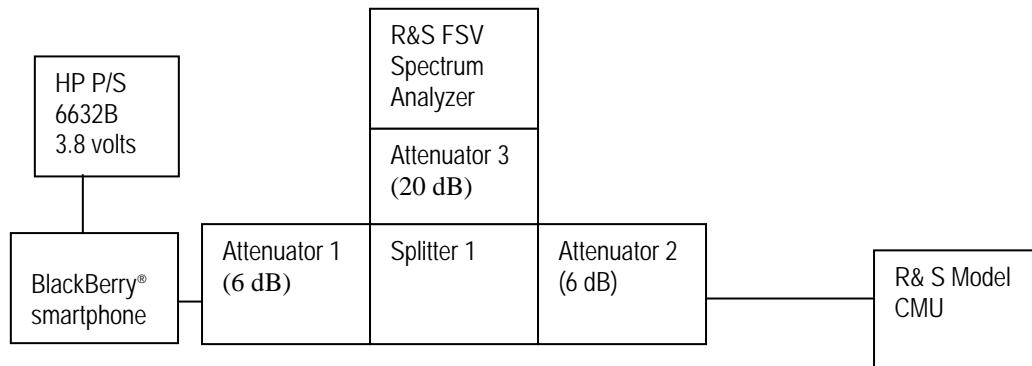 R&S FSV
Spectrum
Analyzer
HP P/S
6632B
3.8 volts
Attenuator 3
(20 dB)
BlackBerry®
smartphone
Attenuator 1
(6 dB)
Splitter 1
Attenuator 2
(6 dB)
R& S Model
CMU